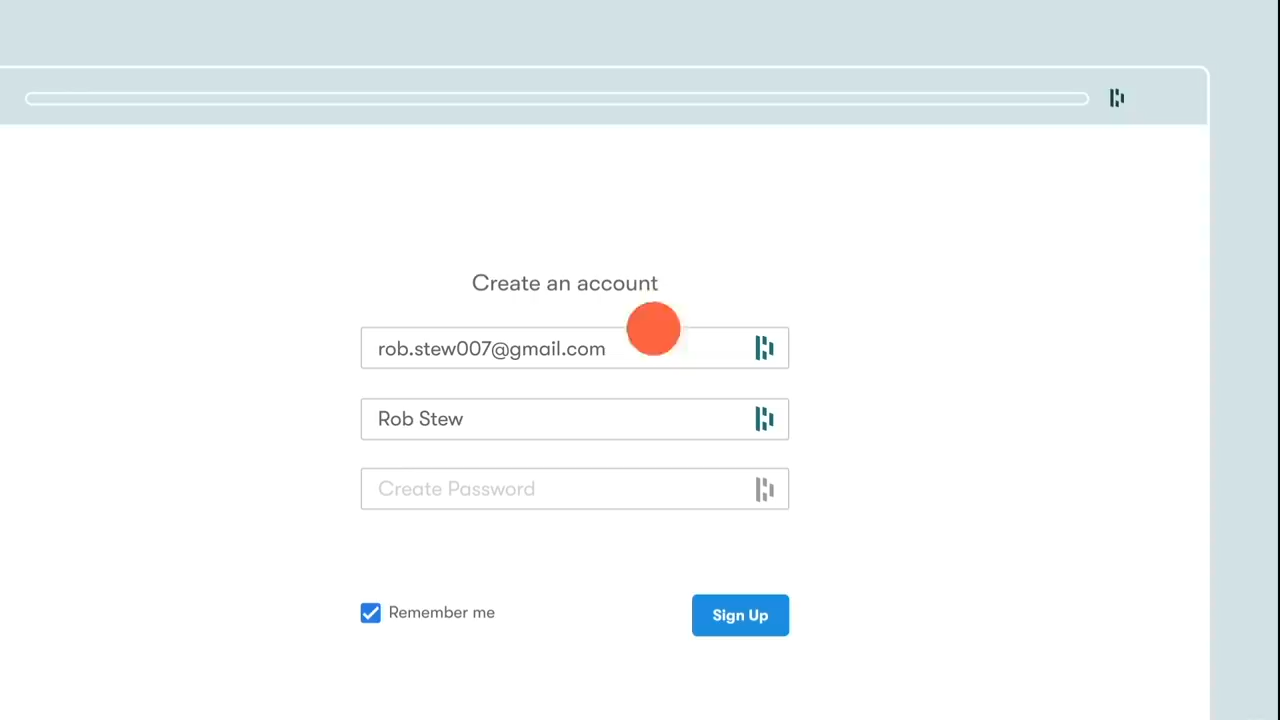 Create an account
rob.stew007@gmail.com
Rob Stew
Create Password
Remember me
Sign Up